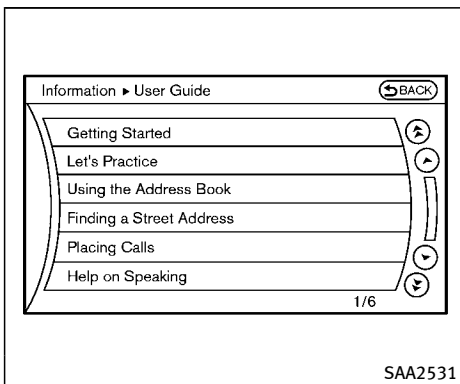 Information ▸ User Guide
BACK
Getting Started
Let's Practice
Using the Address Book
Finding a Street Address
Placing Calls
Help on Speaking
1/6
SAA2531